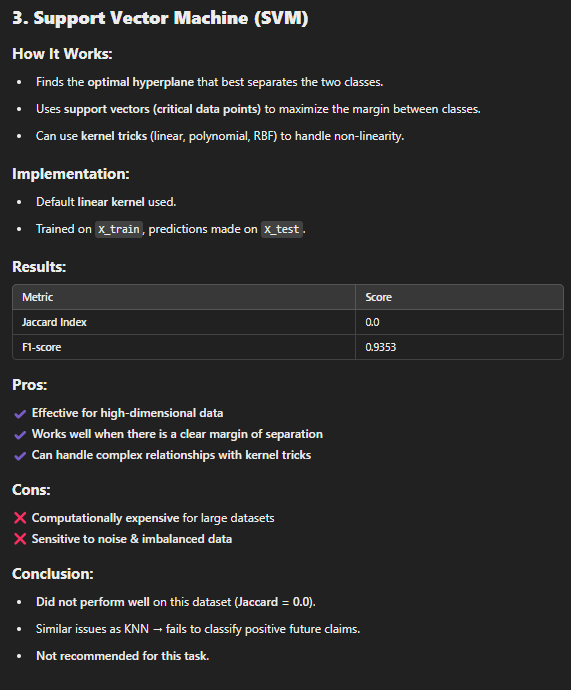 3. Support Vector Machine (SVM)
How It Works:
• Finds the optimal hyperplane that best separates the two classes.
• Uses support vectors (critical data points) to maximize the margin between classes.
• Can use kernel tricks (linear, polynomial, RBF) to handle non-linearity.
Implementation:
• Default linear kernel used.
• Trained on X_train, predictions made on X_test.
Results:
Metric Score
Jaccard Index 0.0
F1-score 0.9353
Pros:
✔ Effective for high-dimensional data
✔ Works well when there is a clear margin of separation
✔ Can handle complex relationships with kernel tricks
Cons:
❌ Computationally expensive for large datasets
❌ Sensitive to noise & imbalanced data
Conclusion:
• Did not perform well on this dataset (Jaccard = 0.0).
• Similar issues as KNN → fails to classify positive future claims.
• Not recommended for this task.